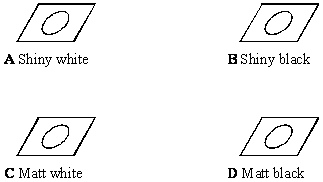 A Shiny white
B Shiny black
C Matt white
D Matt black